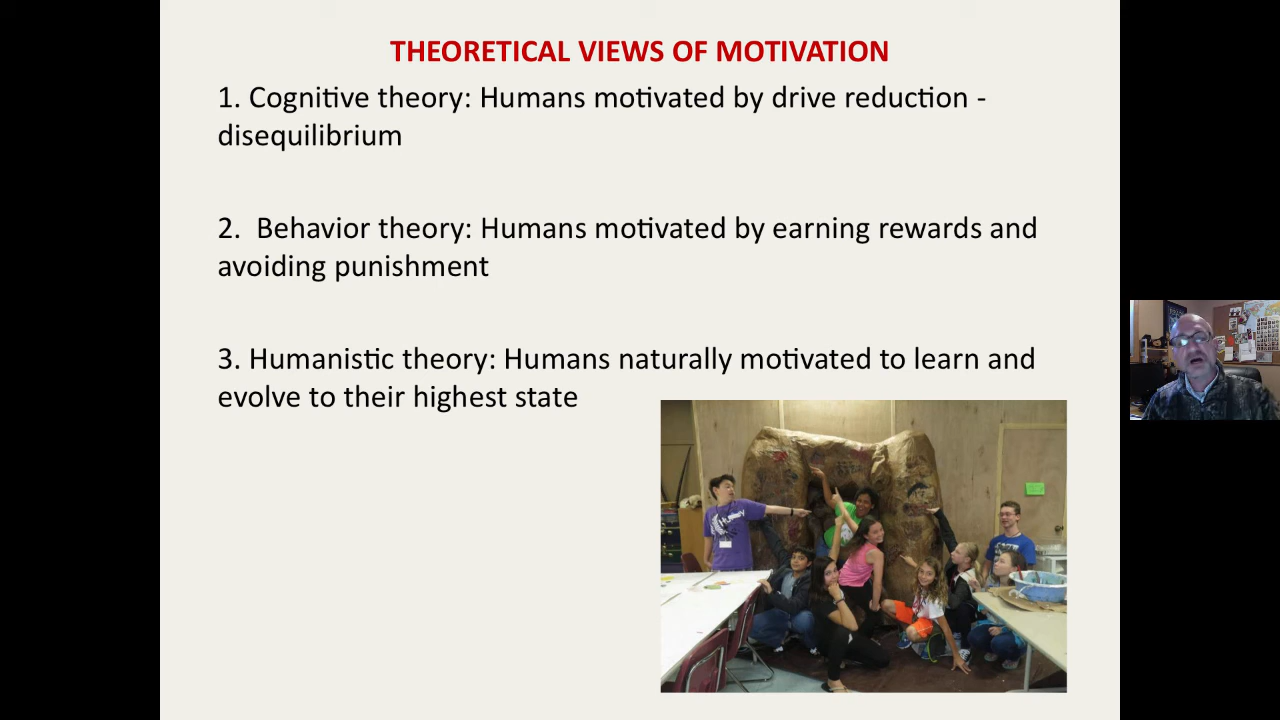 THEORETICAL VIEWS OF MOTIVATION
1. Cognitive theory: Humans motivated by drive reduction -
disequilibrium
2.  Behavior theory: Humans motivated by earning rewards and
avoiding punishment
3. Humanistic theory: Humans naturally motivated to learn and
evolve to their highest state